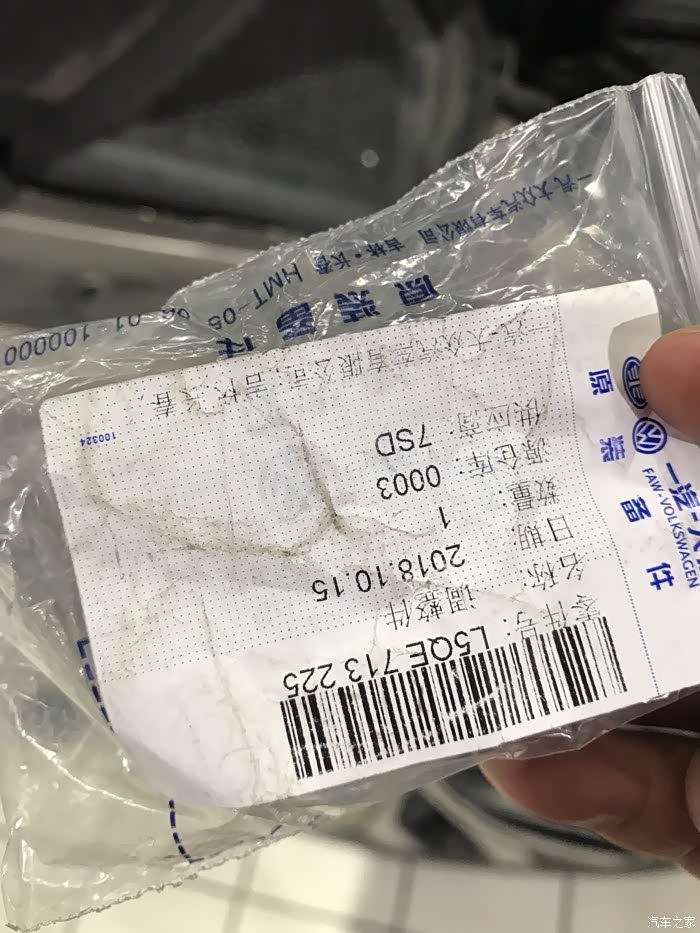 零件号: L5QE 713 225
名称: 调整件
日期: 2018.10.15
数量: 1
源仓库: 0003
供应商: 7SD
一汽-大众汽车有限公司, 吉林, 长春,
100324
原装备件
一汽-大
FAW-VOLKSWAGEN
原装备件
HMT-05 06 01 100000
一汽-大众汽车有限公司 吉林·长春
汽车之家